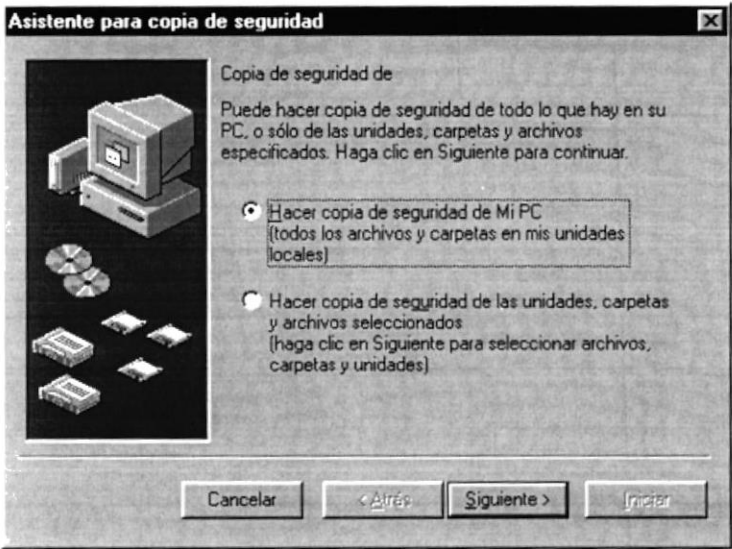 Asistente para copia de seguridad
Copia de seguridad de
Puede hacer copia de seguridad de todo lo que hay en su
PC, o sólo de las unidades, carpetas y archivos
especificados. Haga clic en Siguiente para continuar.
Hacer copia de seguridad de Mi PC
(todos los archivos y carpetas en mis unidades
locales)
Hacer copia de seguridad de las unidades, carpetas
y archivos seleccionados
(haga clic en Siguiente para seleccionar archivos,
carpetas y unidades)
Cancelar
< Atrás
Siguiente >
Iniciar